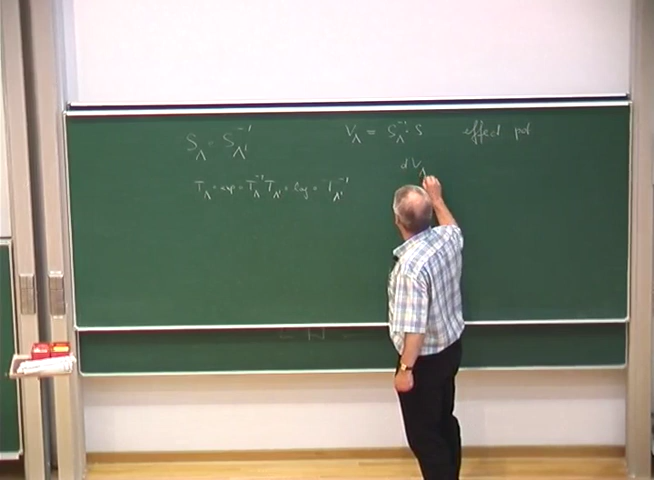 S_Λ ∘ S_Λ'^{-1}
V_Λ = S_Λ^{-1} ∘ S effect pot
T_Λ ∘ exp ∘ T_Λ^{-1} T_Λ' ∘ log ∘ T_Λ'^{-1}
dV_Λ